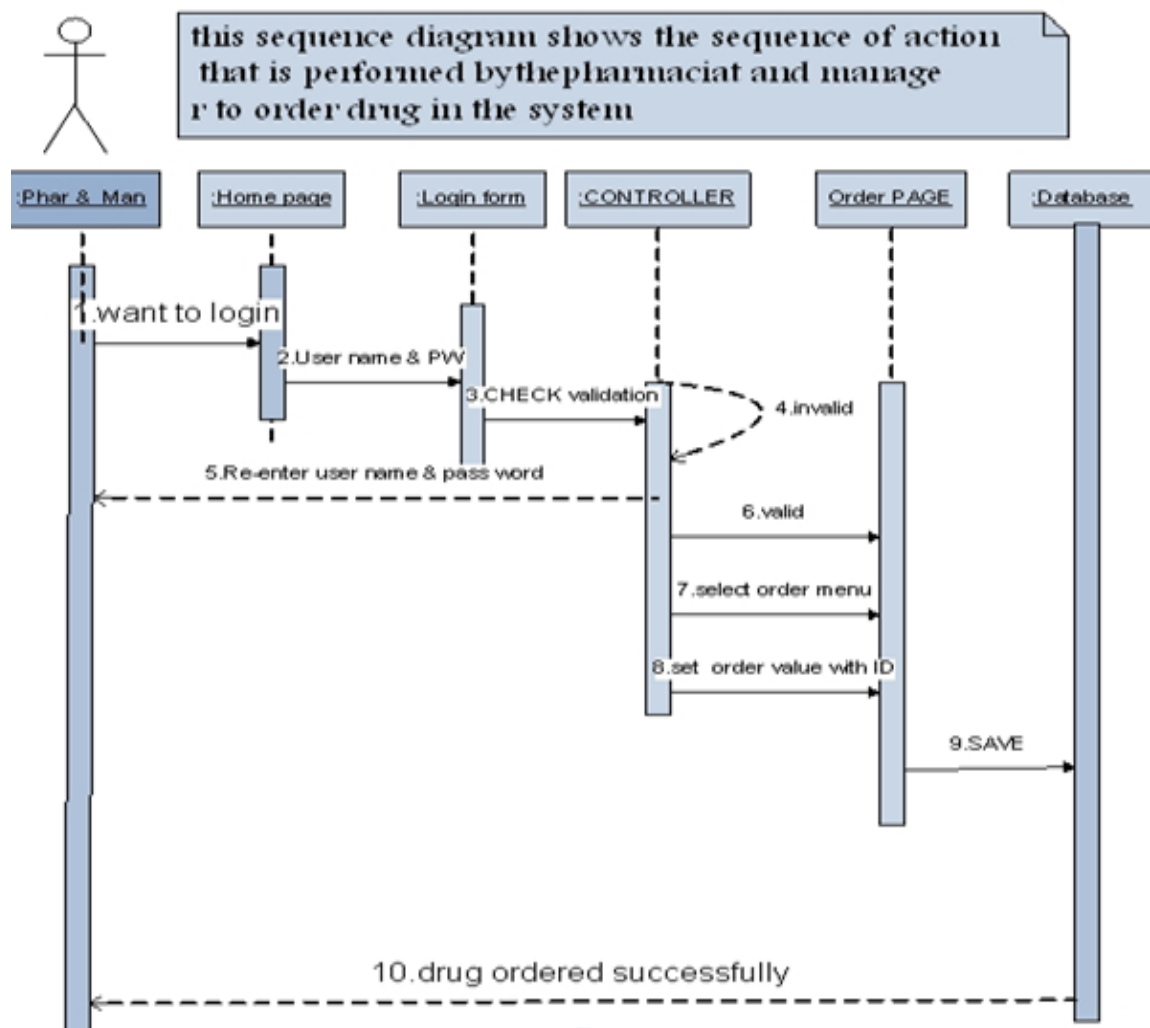 this sequence diagram shows the sequence of action
that is performed bythepharmaciat and manage
r to order drug in the system
:Phar & Man
:Home page
:Login form
:CONTROLLER
Order PAGE
:Database
1.want to login
2.User name & PW
3.CHECK validation
4.invalid
5.Re-enter user name & pass word
6.valid
7.select order menu
8.set order value with ID
9.SAVE
10.drug ordered successfully